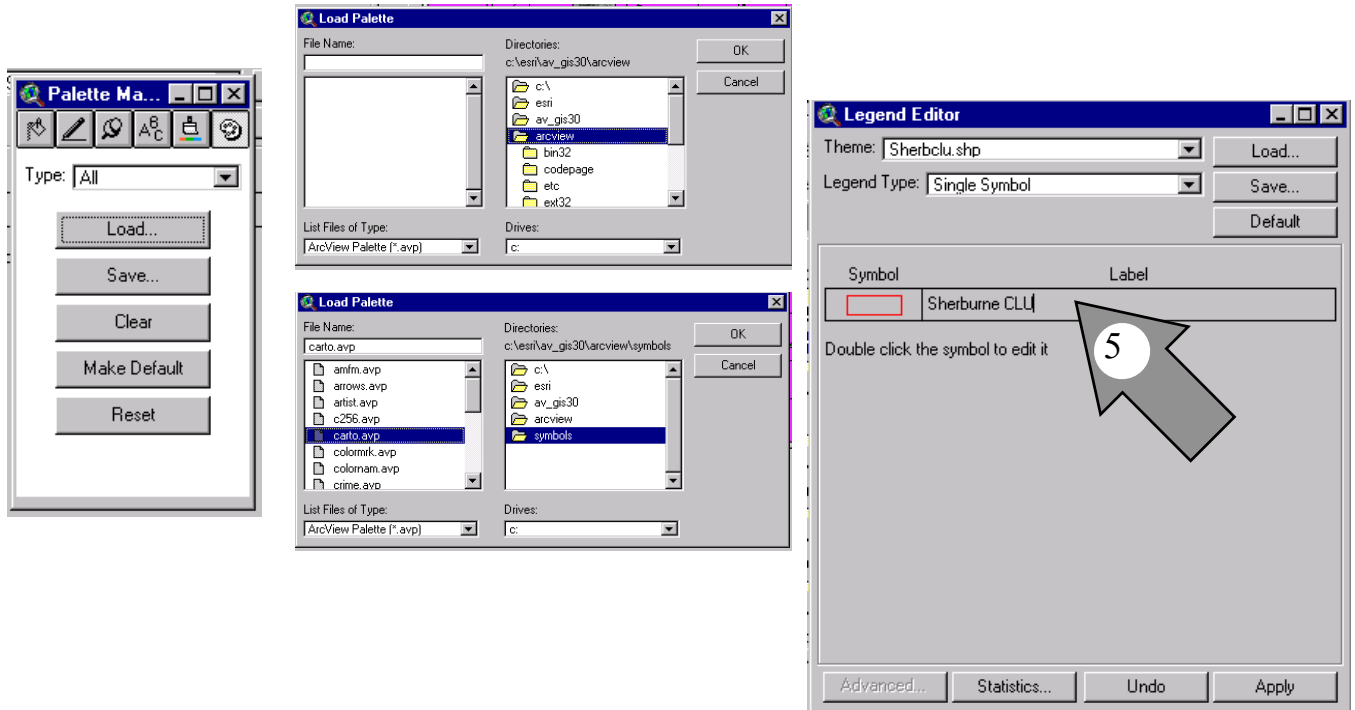 Palette Ma...
Type: All
Load...
Save...
Clear
Make Default
Reset
Load Palette
File Name:
Directories:
c:\esri\av_gis30\arcview
OK
Cancel
c:\
esri
av_gis30
arcview
bin32
codepage
etc
ext32
List Files of Type:
Drives:
ArcView Palette (*.avp)
c:
Load Palette
File Name:
Directories:
carto.avp
c:\esri\av_gis30\arcview\symbols
OK
Cancel
amfm.avp
arrows.avp
artist.avp
c256.avp
carto.avp
colormrk.avp
colornam.avp
crime.avp
c:\
esri
av_gis30
arcview
symbols
List Files of Type:
Drives:
ArcView Palette (*.avp)
c:
Legend Editor
Theme: Sherbclu.shp
Load...
Legend Type: Single Symbol
Save...
Default
Symbol Label
Sherburne CLU
Double click the symbol to edit it
5
Advanced... Statistics... Undo Apply